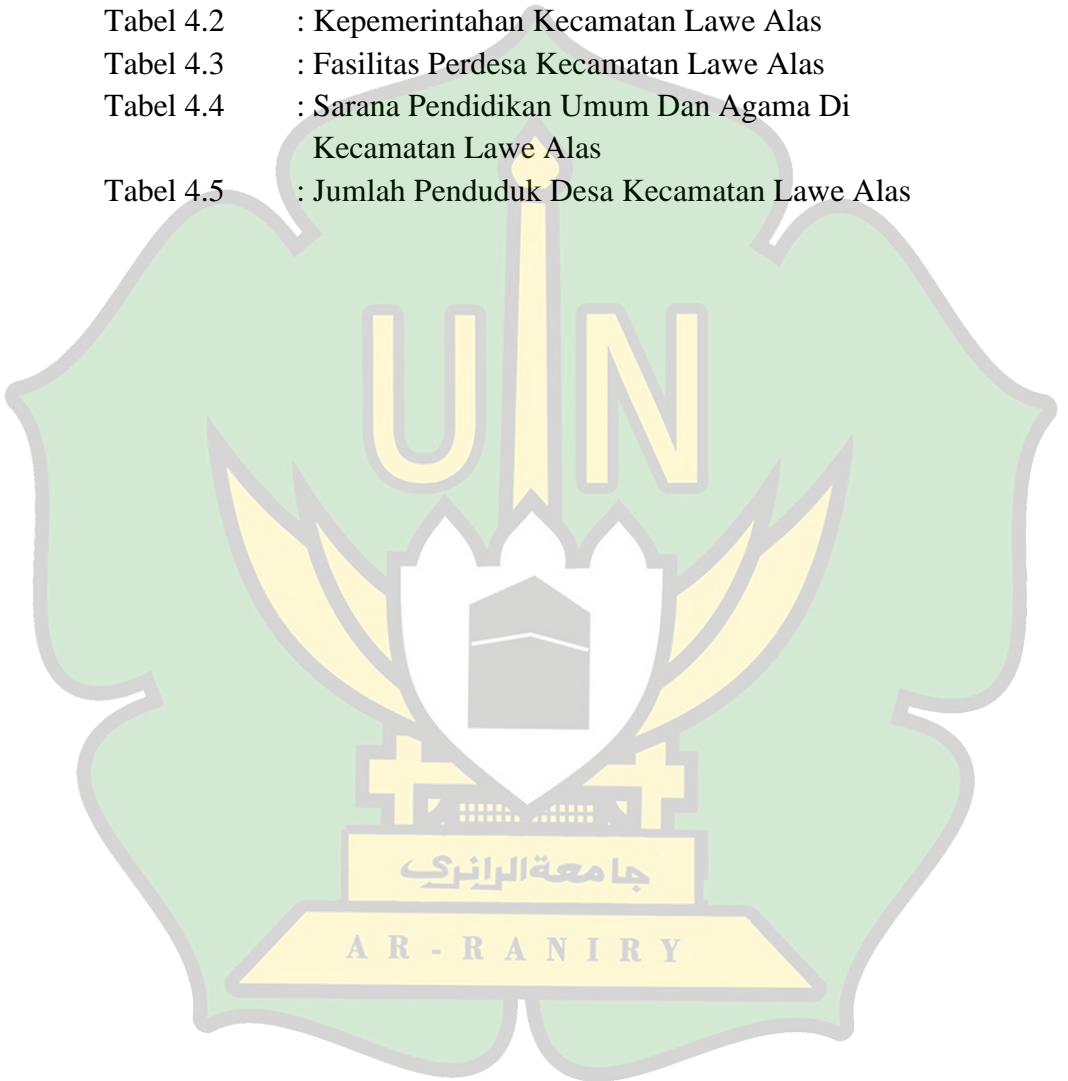 Tabel 4.2 : Kepemerintahan Kecamatan Lawe Alas
Tabel 4.3 : Fasilitas Perdesa Kecamatan Lawe Alas
Tabel 4.4 : Sarana Pendidikan Umum Dan Agama Di
Kecamatan Lawe Alas
Tabel 4.5 : Jumlah Penduduk Desa Kecamatan Lawe Alas
UIN
جامعةالرانري
AR-RANIRY